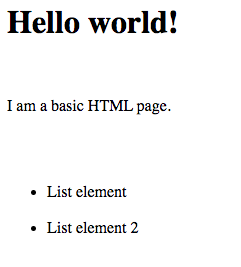 Hello world!
I am a basic HTML page.
• List element
• List element 2